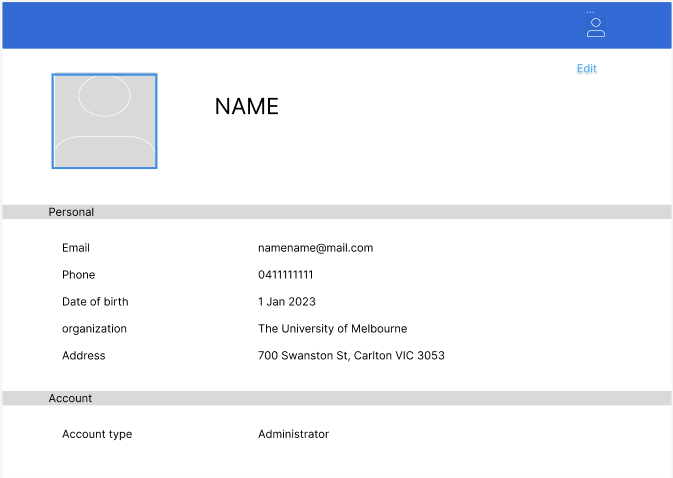 ...
Edit
NAME
Personal
Email namename@mail.com
Phone 0411111111
Date of birth 1 Jan 2023
organization The University of Melbourne
Address 700 Swanston St, Carlton VIC 3053
Account
Account type Administrator